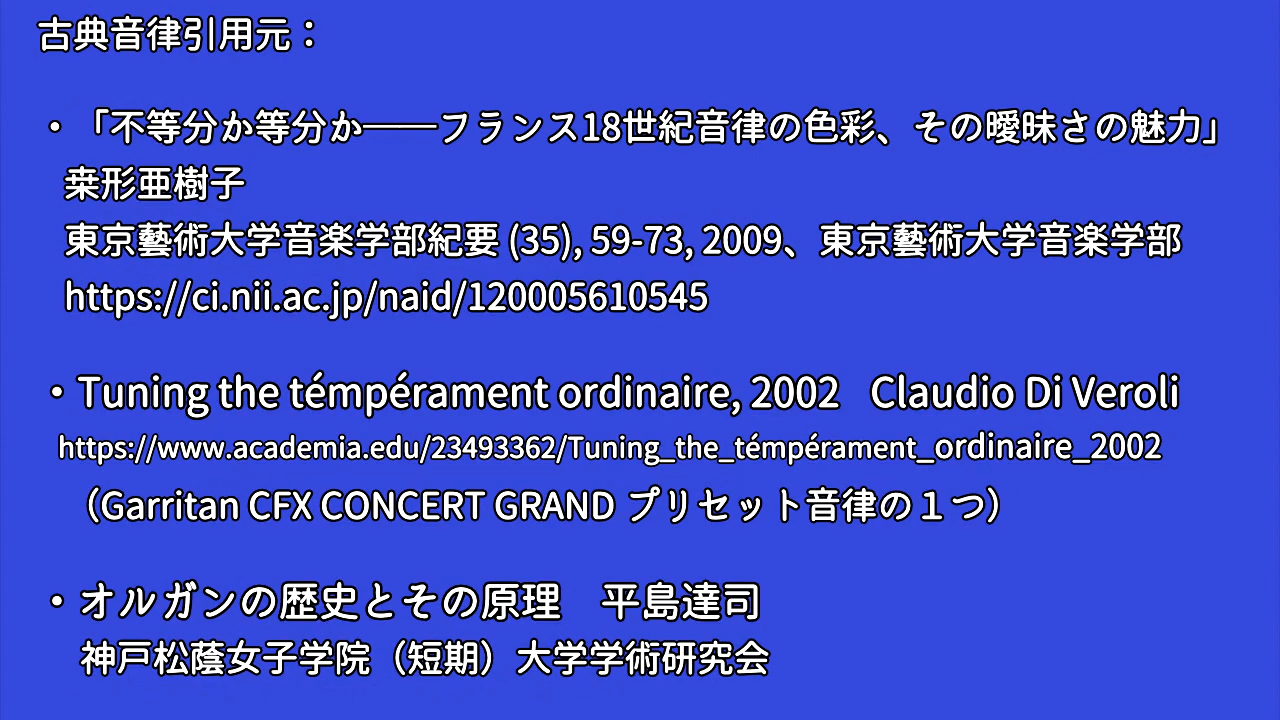 古典音律引用元：
・「不等分か等分か――フランス18世紀音律の色彩、その曖昧さの魅力」
桒形亜樹子
東京藝術大学音楽学部紀要 (35), 59-73, 2009、東京藝術大学音楽学部
https://ci.nii.ac.jp/naid/120005610545
・Tuning the témpérament ordinaire, 2002 Claudio Di Veroli
https://www.academia.edu/23493362/Tuning_the_témpérament_ordinaire_2002
（Garritan CFX CONCERT GRAND プリセット音律の１つ）
・オルガンの歴史とその原理　平島達司
神戸松蔭女子学院（短期）大学学術研究会